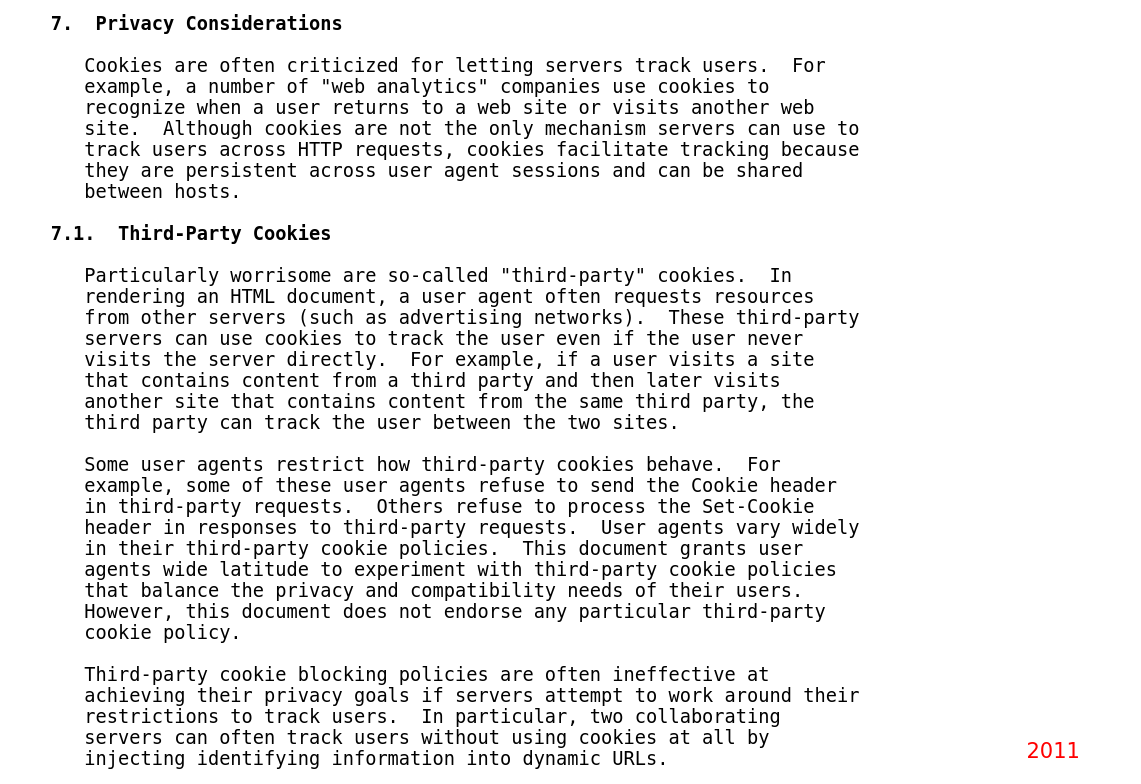 7.  Privacy Considerations
Cookies are often criticized for letting servers track users.  For
example, a number of "web analytics" companies use cookies to
recognize when a user returns to a web site or visits another web
site.  Although cookies are not the only mechanism servers can use to
track users across HTTP requests, cookies facilitate tracking because
they are persistent across user agent sessions and can be shared
between hosts.
7.1.  Third-Party Cookies
Particularly worrisome are so-called "third-party" cookies.  In
rendering an HTML document, a user agent often requests resources
from other servers (such as advertising networks).  These third-party
servers can use cookies to track the user even if the user never
visits the server directly.  For example, if a user visits a site
that contains content from a third party and then later visits
another site that contains content from the same third party, the
third party can track the user between the two sites.
Some user agents restrict how third-party cookies behave.  For
example, some of these user agents refuse to send the Cookie header
in third-party requests.  Others refuse to process the Set-Cookie
header in responses to third-party requests.  User agents vary widely
in their third-party cookie policies.  This document grants user
agents wide latitude to experiment with third-party cookie policies
that balance the privacy and compatibility needs of their users.
However, this document does not endorse any particular third-party
cookie policy.
Third-party cookie blocking policies are often ineffective at
achieving their privacy goals if servers attempt to work around their
restrictions to track users.  In particular, two collaborating
servers can often track users without using cookies at all by
injecting identifying information into dynamic URLs.
2011